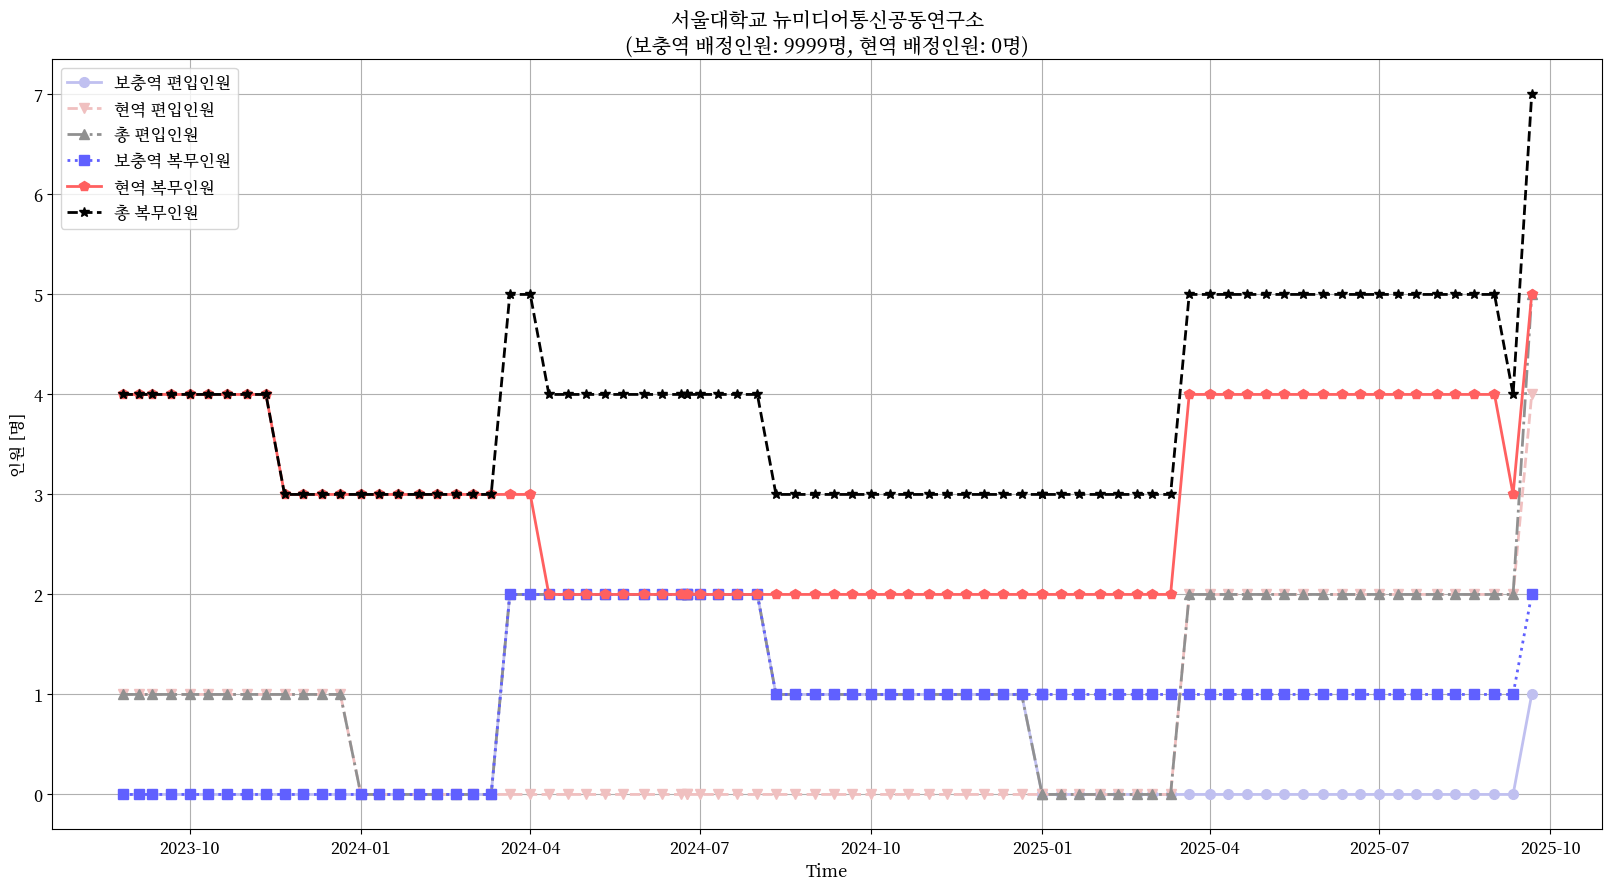 서울대학교 뉴미디어통신공동연구소
(보충역 배정인원: 9999명, 현역 배정인원: 0명)
보충역 편입인원
현역 편입인원
총 편입인원
보충역 복무인원
현역 복무인원
총 복무인원
7
6
5
4
3
2
1
0
인원 [명]
2023-10
2024-01
2024-04
2024-07
2024-10
2025-01
2025-04
2025-07
2025-10
Time